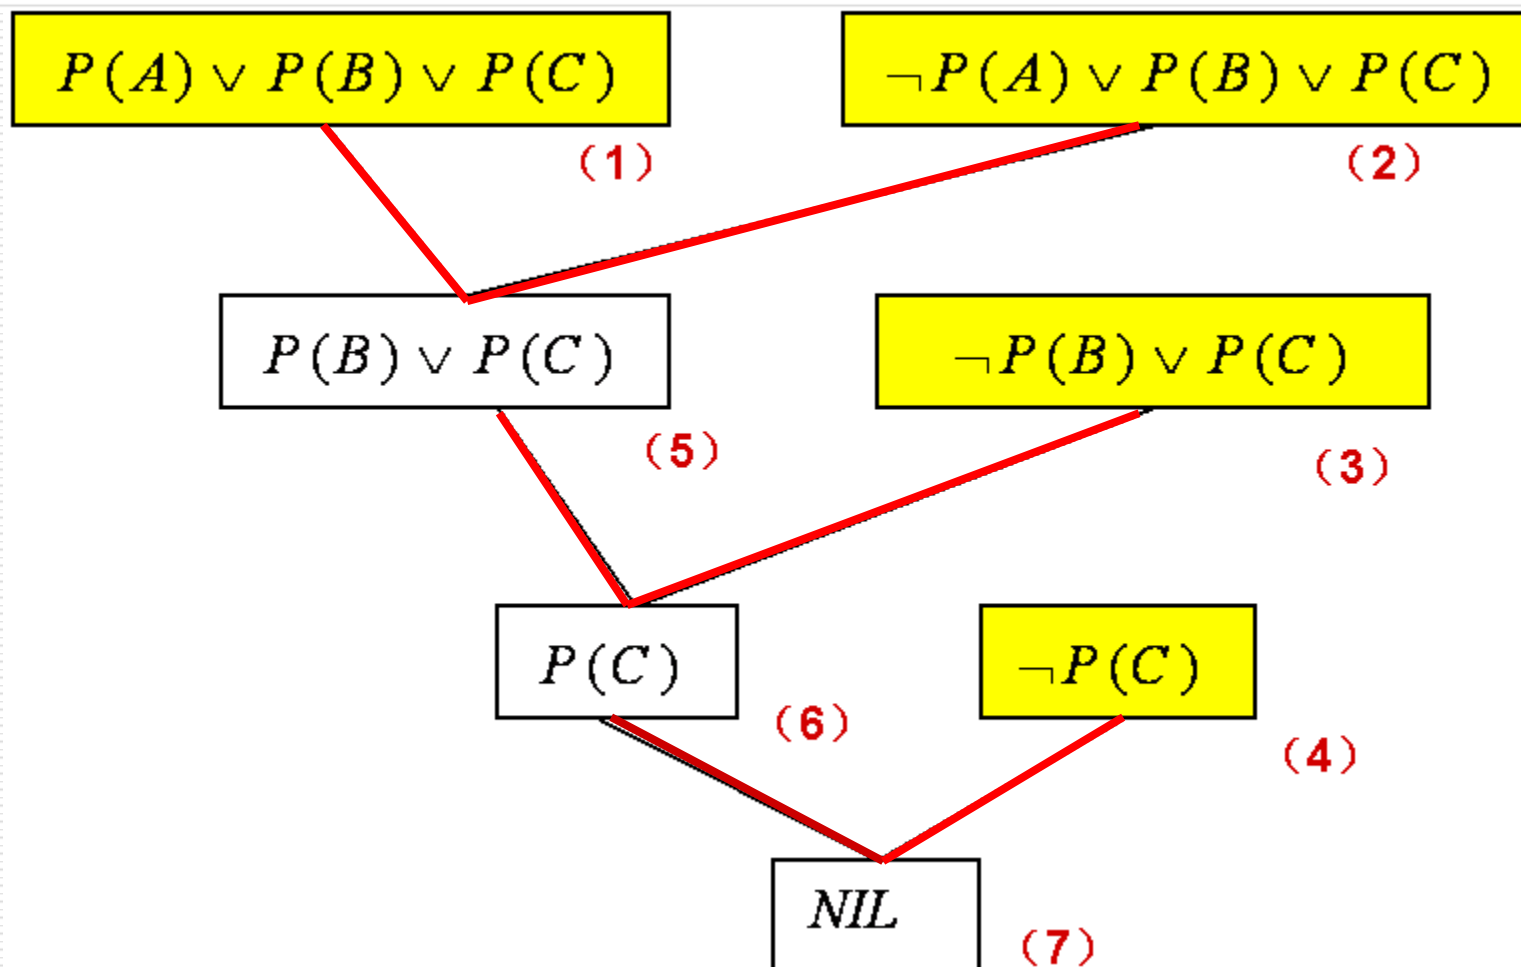 P(A) ∨ P(B) ∨ P(C)
¬P(A) ∨ P(B) ∨ P(C)
（1）
（2）
P(B) ∨ P(C)
¬P(B) ∨ P(C)
（5）
（3）
P(C)
¬P(C)
（6）
（4）
NIL
（7）